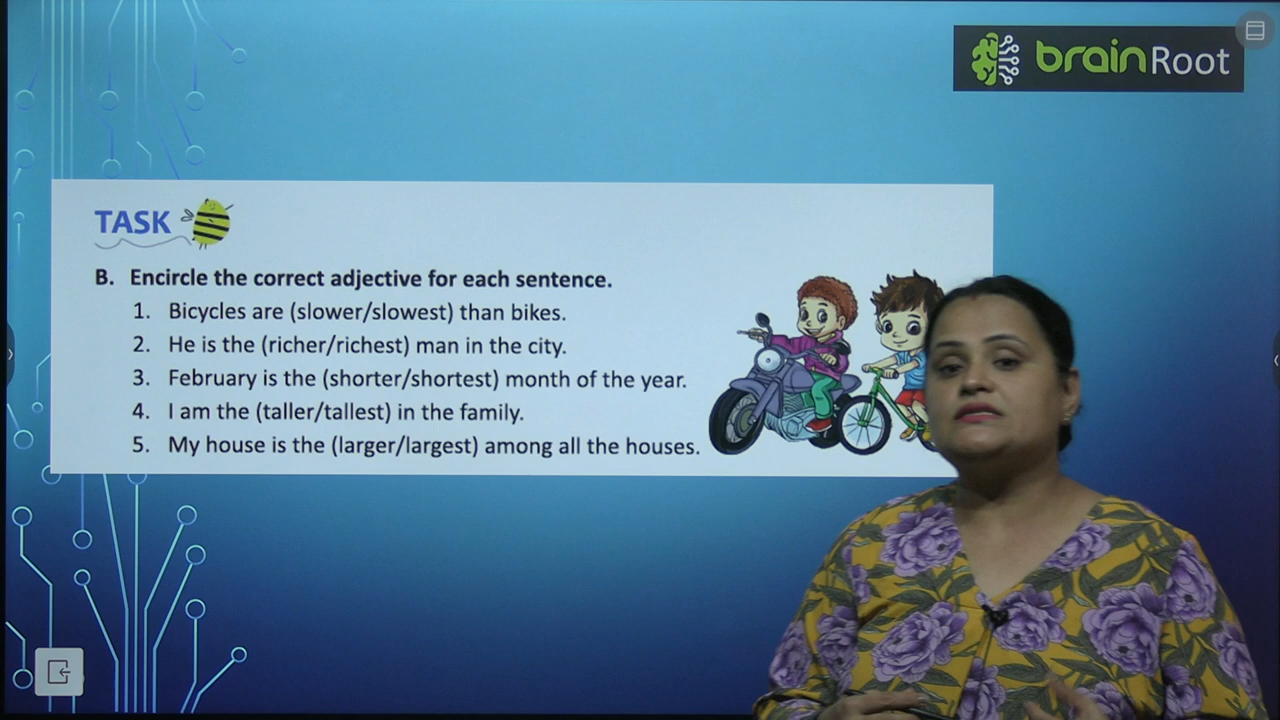 brainRoot
TASK
B. Encircle the correct adjective for each sentence.
1. Bicycles are (slower/slowest) than bikes.
2. He is the (richer/richest) man in the city.
3. February is the (shorter/shortest) month of the year.
4. I am the (taller/tallest) in the family.
5. My house is the (larger/largest) among all the houses.